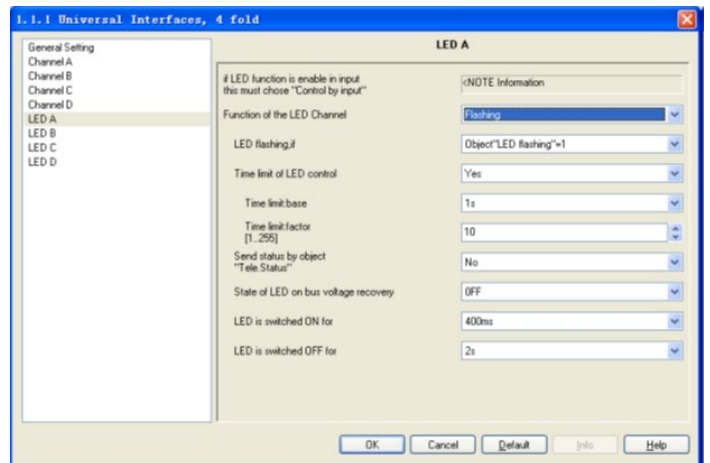 1.1.1 Universal Interfaces, 4 fold
General Setting
Channel A
Channel B
Channel C
Channel D
LED A
LED B
LED C
LED D
LED A
if LED function is enable in input
this must chose "Control by input"
<NOTE Information
Function of the LED Channel
Flashing
LED flashing,if
Object"LED flashing"=1
Time limit of LED control
Yes
Time limit:base
1s
Time limit:factor
[1..255]
10
Send status by object
"Tele.Status"
No
State of LED on bus voltage recovery
OFF
LED is switched ON for
400ms
LED is switched OFF for
2s
OK
Cancel
Default
Info
Help